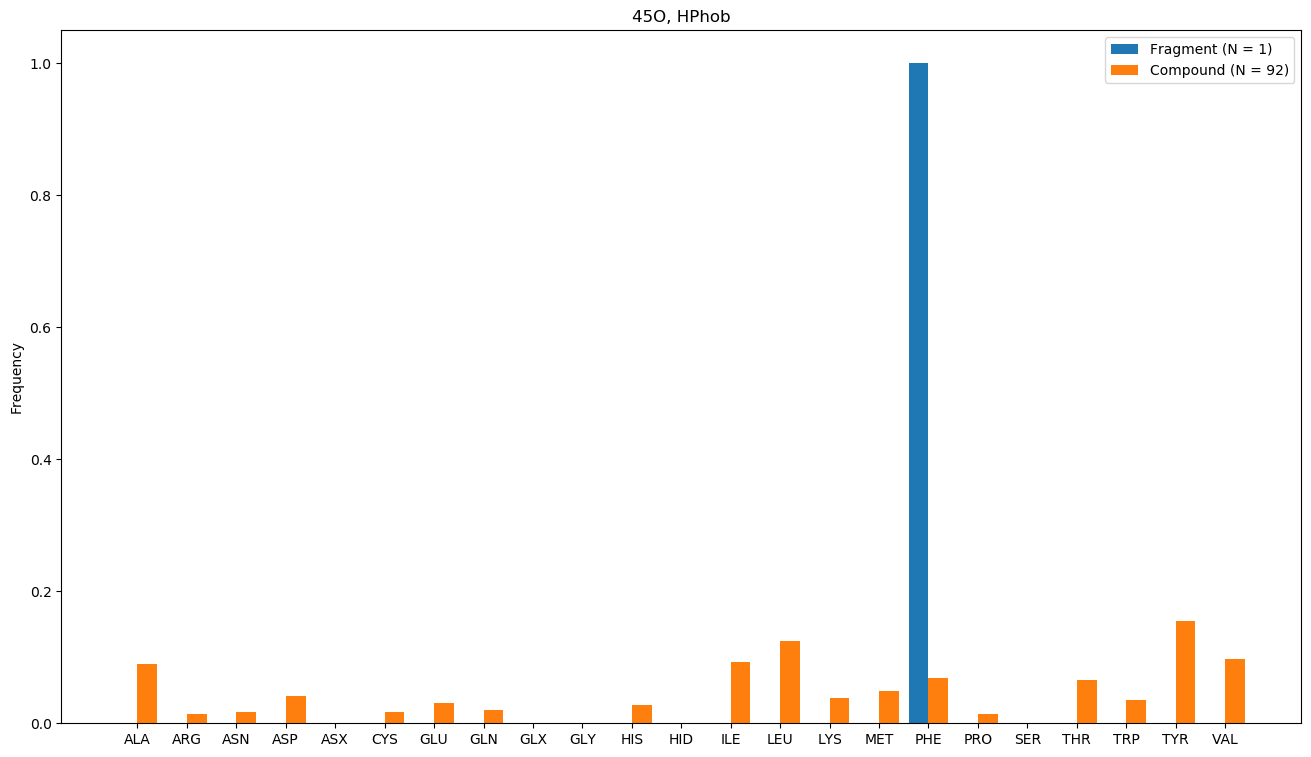 45O, HPhob
Fragment (N = 1)
Compound (N = 92)
1.0
0.8
0.6
0.4
0.2
0.0
Frequency
ALA ARG ASN ASP ASX CYS GLU GLN GLX GLY HIS HID ILE LEU LYS MET PHE PRO SER THR TRP TYR VAL